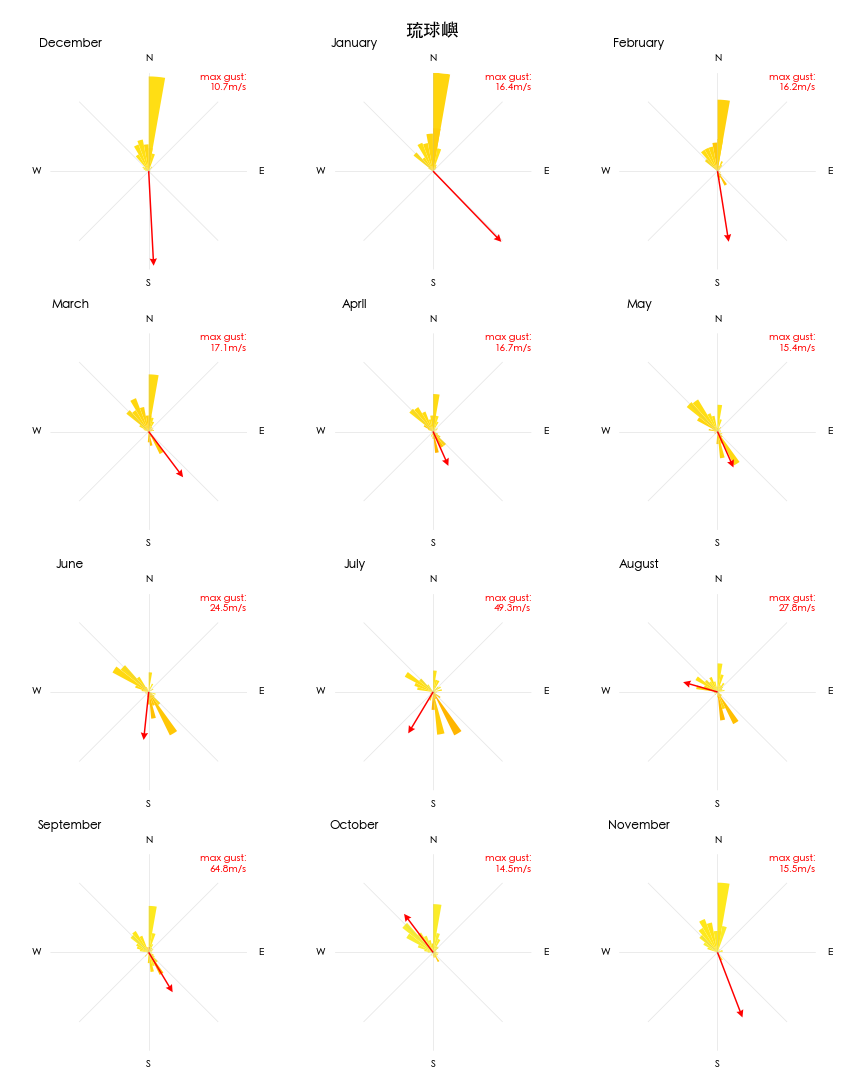 琉球嶼
December
N
max gust:
10.7m/s
W
E
S
January
N
max gust:
16.4m/s
W
E
S
February
N
max gust:
16.2m/s
W
E
S
March
N
max gust:
17.1m/s
W
E
S
April
N
max gust:
16.7m/s
W
E
S
May
N
max gust:
15.4m/s
W
E
S
June
N
max gust:
24.5m/s
W
E
S
July
N
max gust:
49.3m/s
W
E
S
August
N
max gust:
27.8m/s
W
E
S
September
N
max gust:
64.8m/s
W
E
S
October
N
max gust:
14.5m/s
W
E
S
November
N
max gust:
15.5m/s
W
E
S